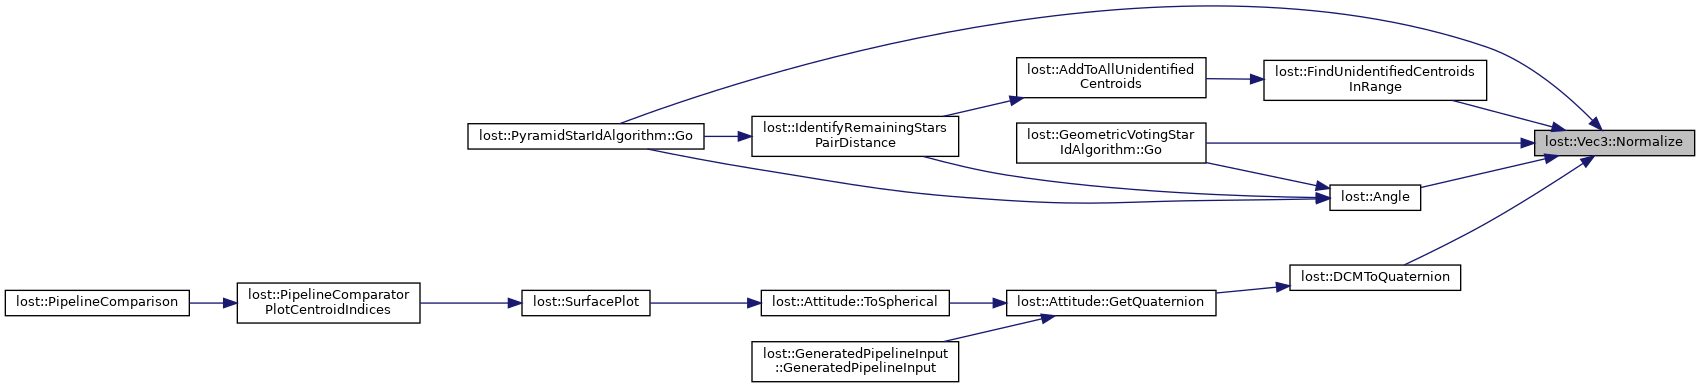 lost::AddToAllUnidentified
Centroids
lost::FindUnidentifiedCentroids
InRange
lost::PyramidStarIdAlgorithm::Go
lost::IdentifyRemainingStars
PairDistance
lost::GeometricVotingStar
IdAlgorithm::Go
lost::Vec3::Normalize
lost::Angle
lost::DCMToQuaternion
lost::PipelineComparison
lost::PipelineComparator
PlotCentroidIndices
lost::SurfacePlot
lost::Attitude::ToSpherical
lost::Attitude::GetQuaternion
lost::GeneratedPipelineInput
::GeneratedPipelineInput